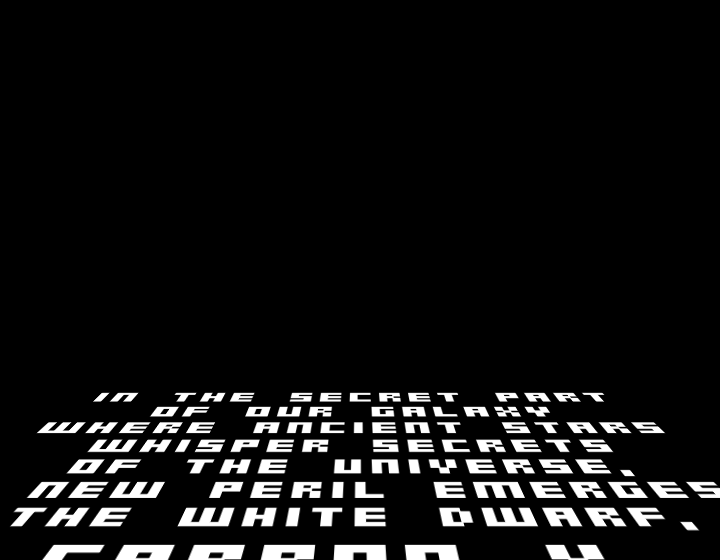 IN THE SECRET PART
OF OUR GALAXY
WHERE ANCIENT STARS
WHISPER SECRETS
OF THE UNIVERSE.
NEW PERIL EMERGES
THE WHITE DWARF.